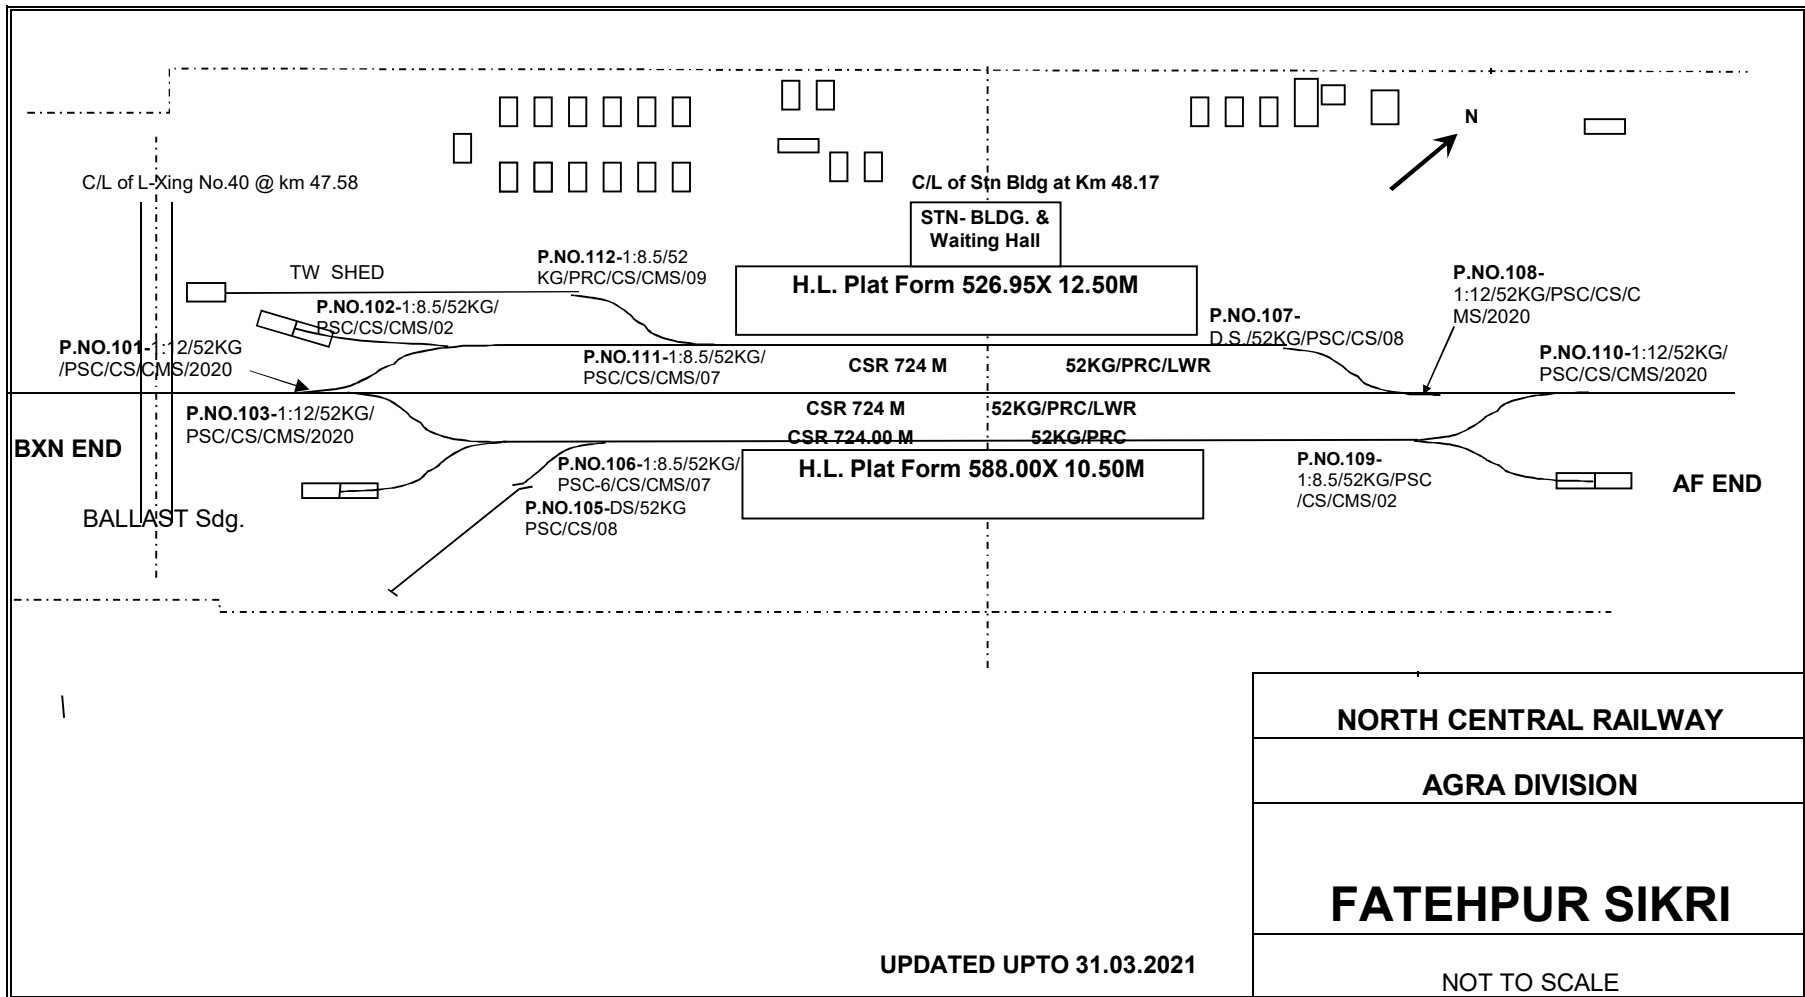 N
C/L of L-Xing No.40 @ km 47.58
C/L of Stn Bldg at Km 48.17
STN- BLDG. &
Waiting Hall
TW SHED
P.NO.112-1:8.5/52
KG/PRC/CS/CMS/09
H.L. Plat Form 526.95X 12.50M
P.NO.108-
1:12/52KG/PSC/CS/C
MS/2020
P.NO.102-1:8.5/52KG/
PSC/CS/CMS/02
P.NO.107-
D.S./52KG/PSC/CS/08
P.NO.101-1:12/52KG
/PSC/CS/CMS/2020
P.NO.111-1:8.5/52KG/
PSC/CS/CMS/07
CSR 724 M
52KG/PRC/LWR
P.NO.110-1:12/52KG/
PSC/CS/CMS/2020
P.NO.103-1:12/52KG/
PSC/CS/CMS/2020
CSR 724 M
52KG/PRC/LWR
CSR 724.00 M
52KG/PRC
BXN END
P.NO.106-1:8.5/52KG/
PSC-6/CS/CMS/07
H.L. Plat Form 588.00X 10.50M
P.NO.109-
1:8.5/52KG/PSC
/CS/CMS/02
AF END
P.NO.105-DS/52KG
PSC/CS/08
BALLAST Sdg.
NORTH CENTRAL RAILWAY
AGRA DIVISION
FATEHPUR SIKRI
UPDATED UPTO 31.03.2021
NOT TO SCALE